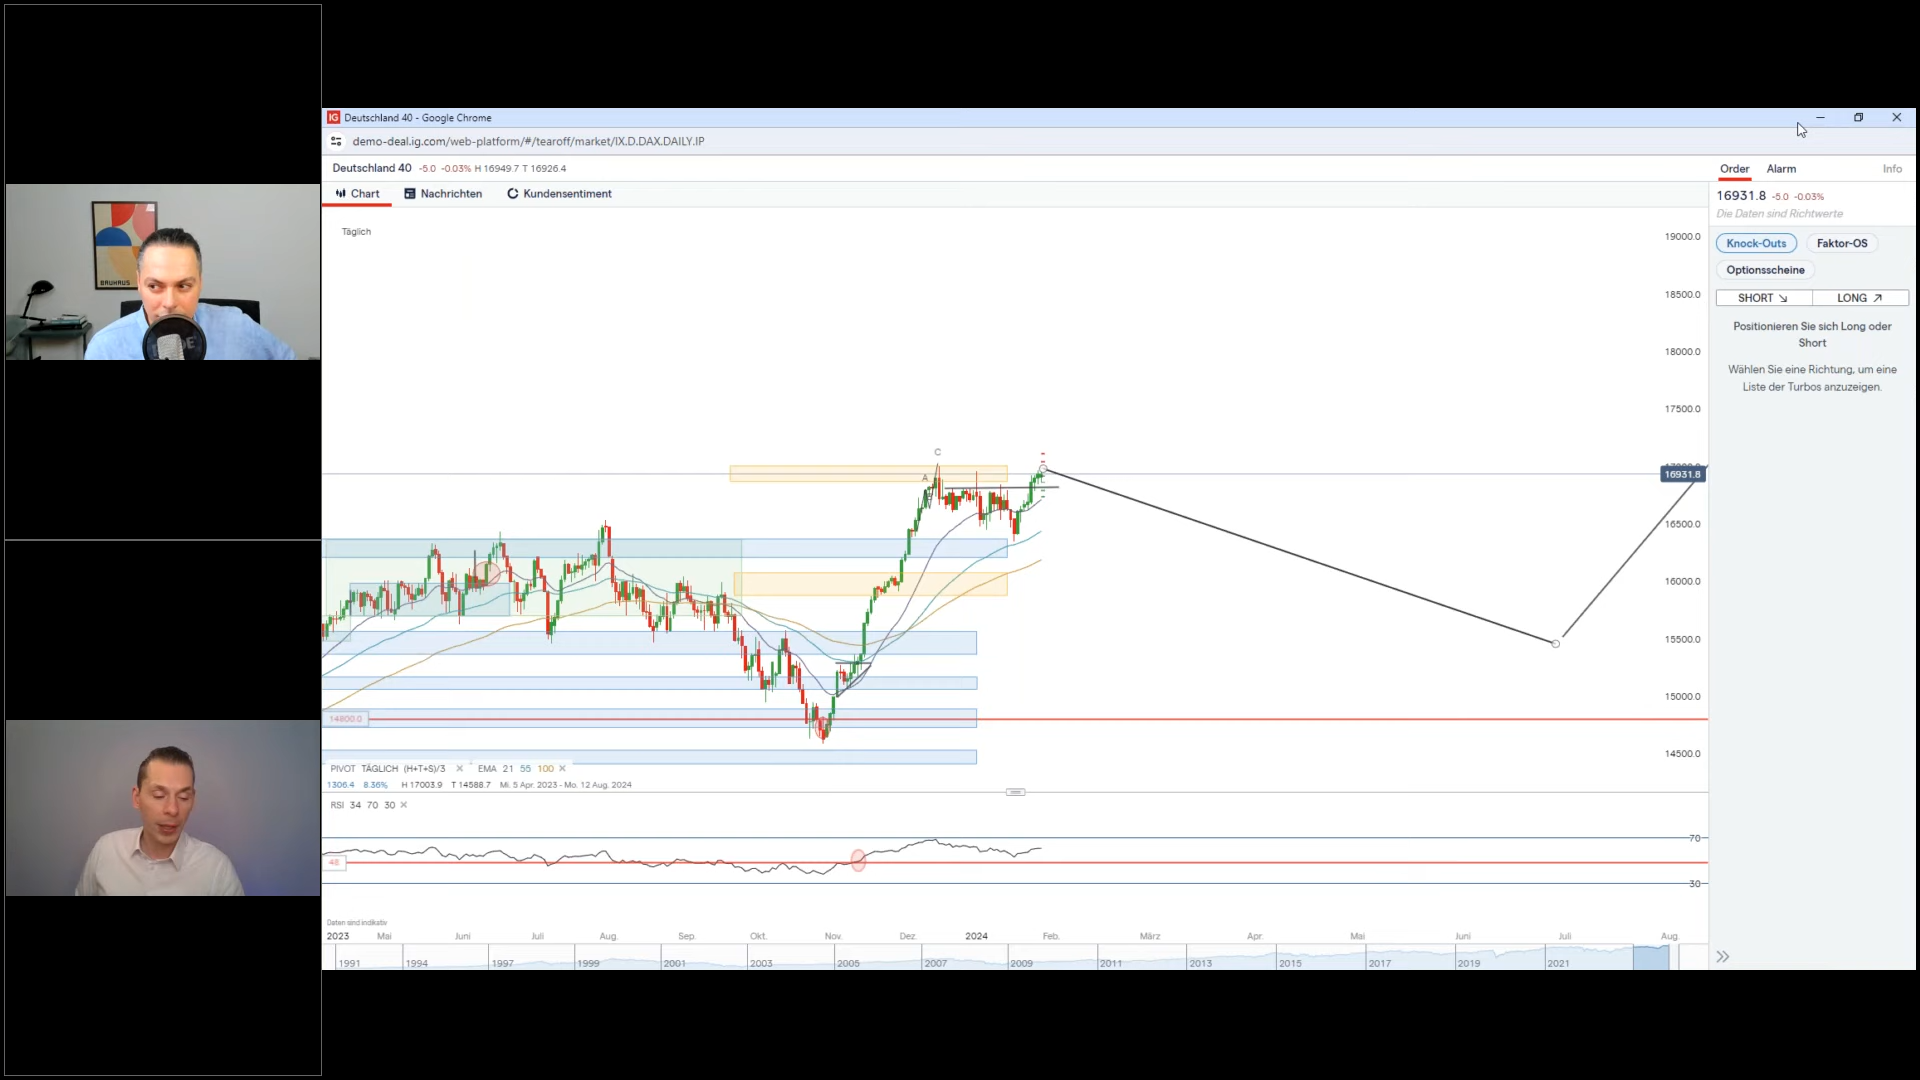 BAUHAUS
IG Deutschland 40 - Google Chrome
demo-deal.ig.com/web-platform/#/tearoff/market/IX.D.DAX.DAILY.IP
Deutschland 40 -5.0 -0.03% H 16949.7 T 16926.4
Chart Nachrichten Kundensentiment
Täglich
19000.0
18500.0
18000.0
17500.0
16931.8
16500.0
16000.0
15500.0
15000.0
14500.0
C
A
14800.0
PIVOT TÄGLICH (H+T+S)/3 × EMA 21 55 100 ×
1306.4 8.36% H 17003.9 T 14588.7 Mi. 5 Apr. 2023 - Mo. 12 Aug. 2024
RSI 34 70 30 ×
70
48
30
Daten sind indikativ
2023 Mai Juni Juli Aug. Sep. Okt. Nov. Dez. 2024 Feb. März Apr. Mai Juni Juli Aug
1991 1994 1997 1999 2001 2003 2005 2007 2009 2011 2013 2015 2017 2019 2021
Order Alarm Info
16931.8 -5.0 -0.03%
Die Daten sind Richtwerte
Knock-Outs Faktor-OS
Optionsscheine
SHORT LONG
Positionieren Sie sich Long oder
Short
Wählen Sie eine Richtung, um eine
Liste der Turbos anzuzeigen.